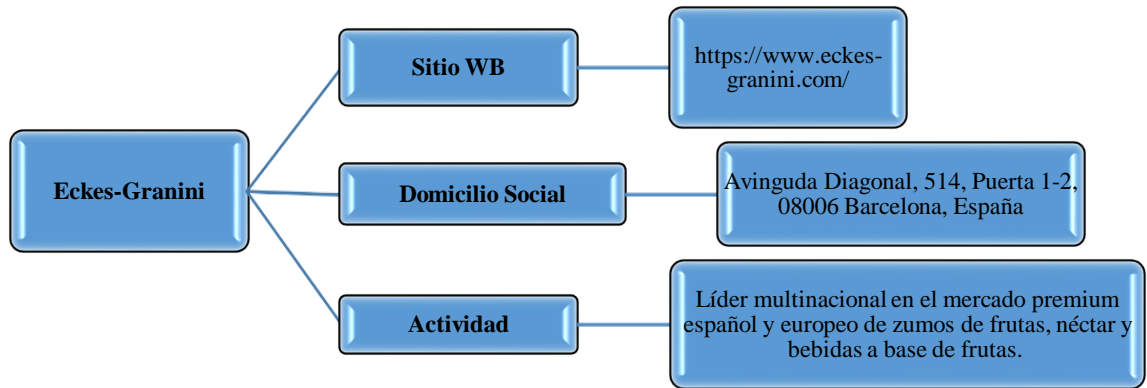 Eckes-Granini
Sitio WB
https://www.eckes-
granini.com/
Domicilio Social
Avinguda Diagonal, 514, Puerta 1-2,
08006 Barcelona, España
Actividad
Líder multinacional en el mercado premium
español y europeo de zumos de frutas, néctar y
bebidas a base de frutas.